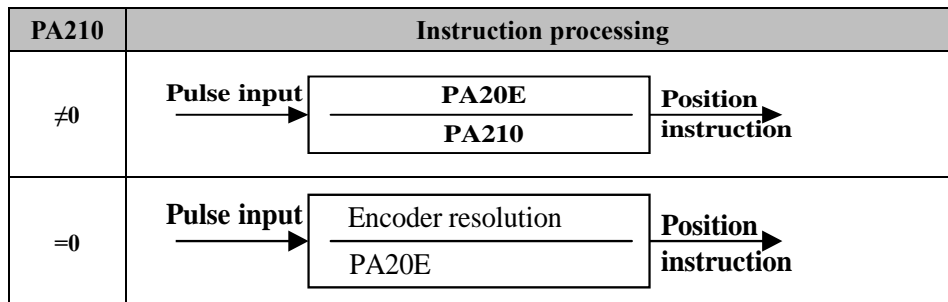 PA210 Instruction processing
≠0
Pulse input PA20E Position
PA210 instruction
=0
Pulse input Encoder resolution Position
PA20E instruction